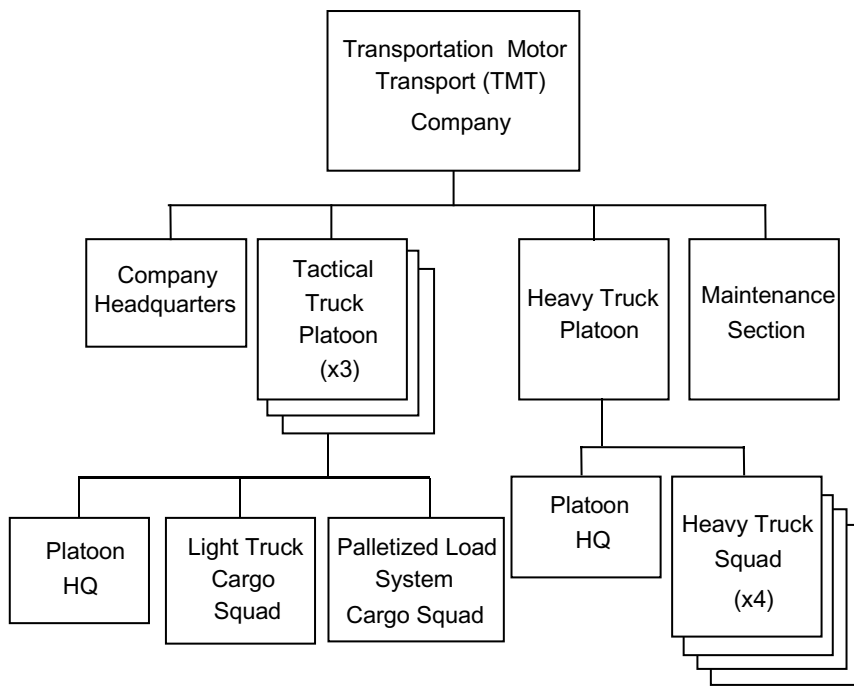 Transportation Motor
Transport (TMT)
Company
Company
Headquarters
Tactical
Truck
Platoon
(x3)
Heavy Truck
Platoon
Maintenance
Section
Platoon
HQ
Light Truck
Cargo
Squad
Palletized Load
System
Cargo Squad
Platoon
HQ
Heavy Truck
Squad
(x4)